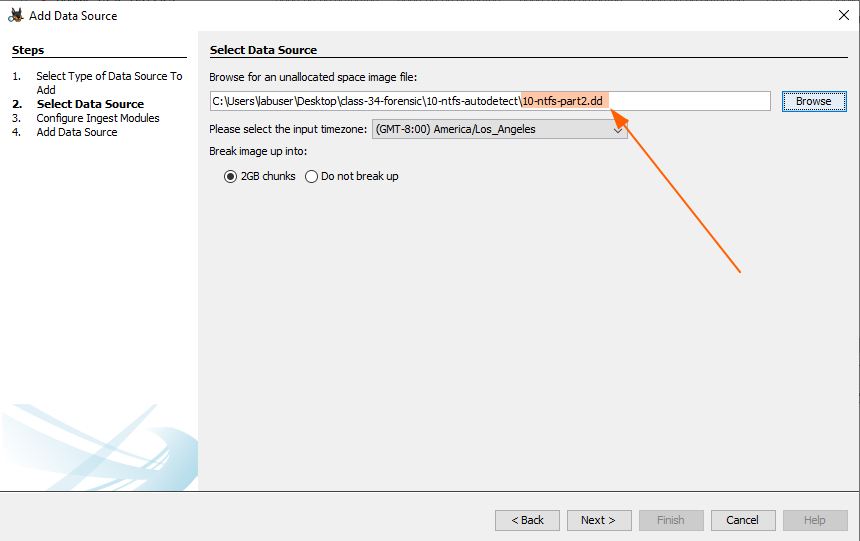 Add Data Source
Steps
1. Select Type of Data Source To
Add
2. Select Data Source
3. Configure Ingest Modules
4. Add Data Source
Select Data Source
Browse for an unallocated space image file:
C:\Users\labuser\Desktop\class-34-forensic\10-ntfs-autodetect\10-ntfs-part2.dd
Browse
Please select the input timezone: (GMT-8:00) America/Los_Angeles
Break image up into:
2GB chunks Do not break up
< Back Next > Finish Cancel Help